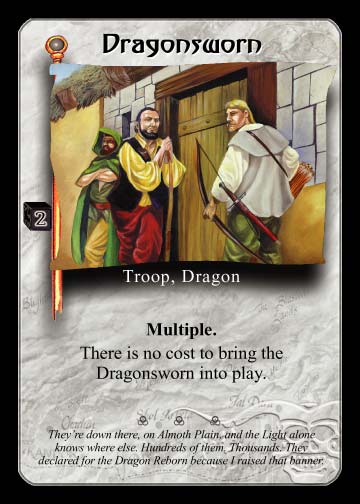 Dragonsworn
2
Troop, Dragon
Multiple.
There is no cost to bring the
Dragonsworn into play.
They're down there, on Almoth Plain, and the Light alone
knows where else. Hundreds of them, Thousands. They
declared for the Dragon Reborn because I raised that banner.